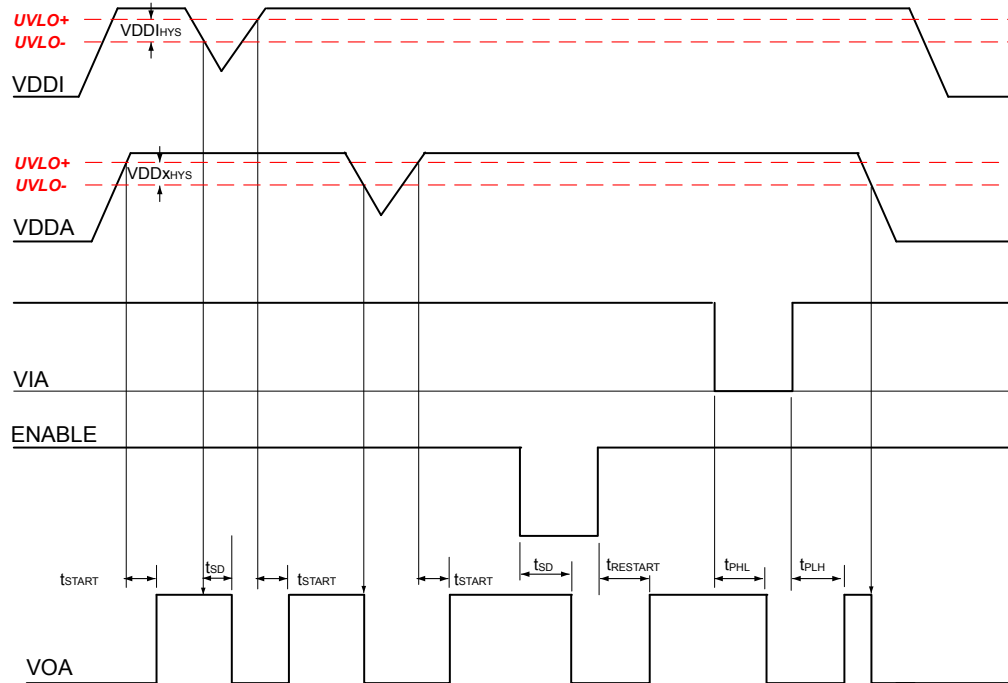 UVLO+
VDDIHYS
UVLO-
VDDI
UVLO+
VDDxHYS
UVLO-
VDDA
VIA
ENABLE
tSTART
tSD
tSTART
tSTART
tSD
tRESTART
tPHL
tPLH
VOA